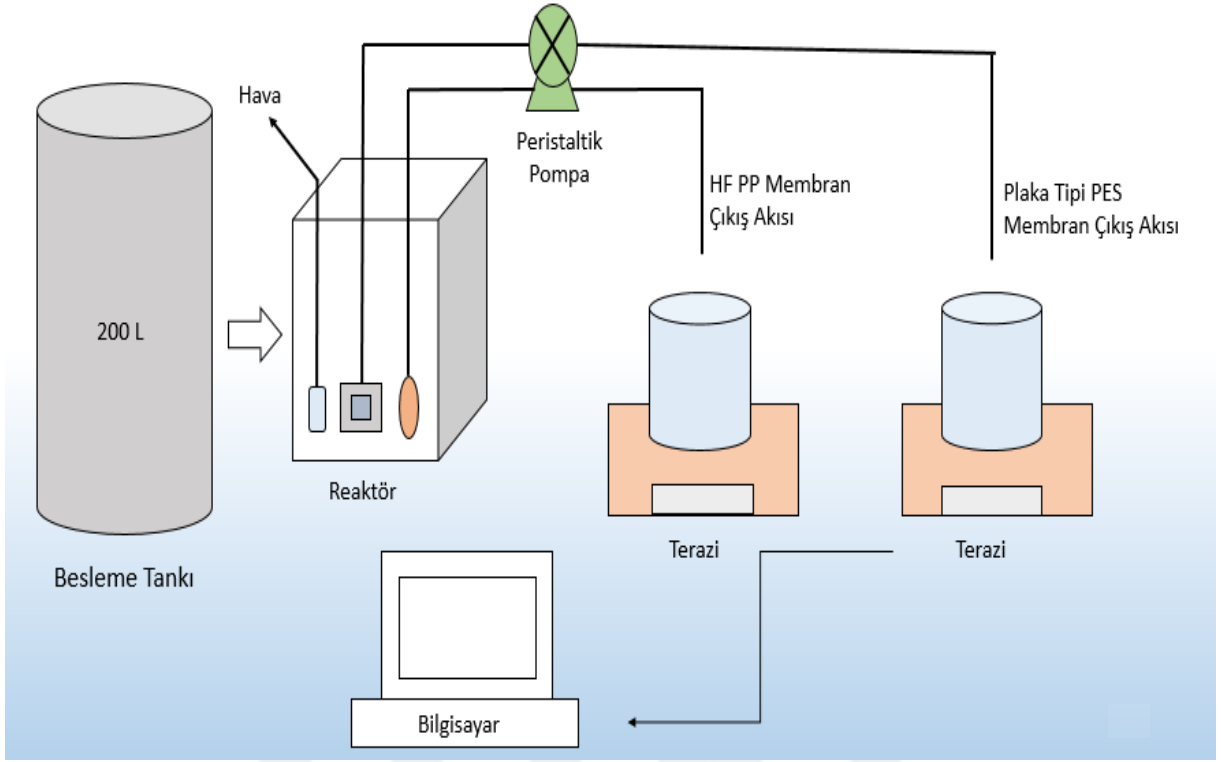 Hava
Peristaltik
Pompa
HF PP Membran
Çıkış Akısı
Plaka Tipi PES
Membran Çıkış Akısı
200 L
Reaktör
Besleme Tankı
Terazi
Terazi
Bilgisayar